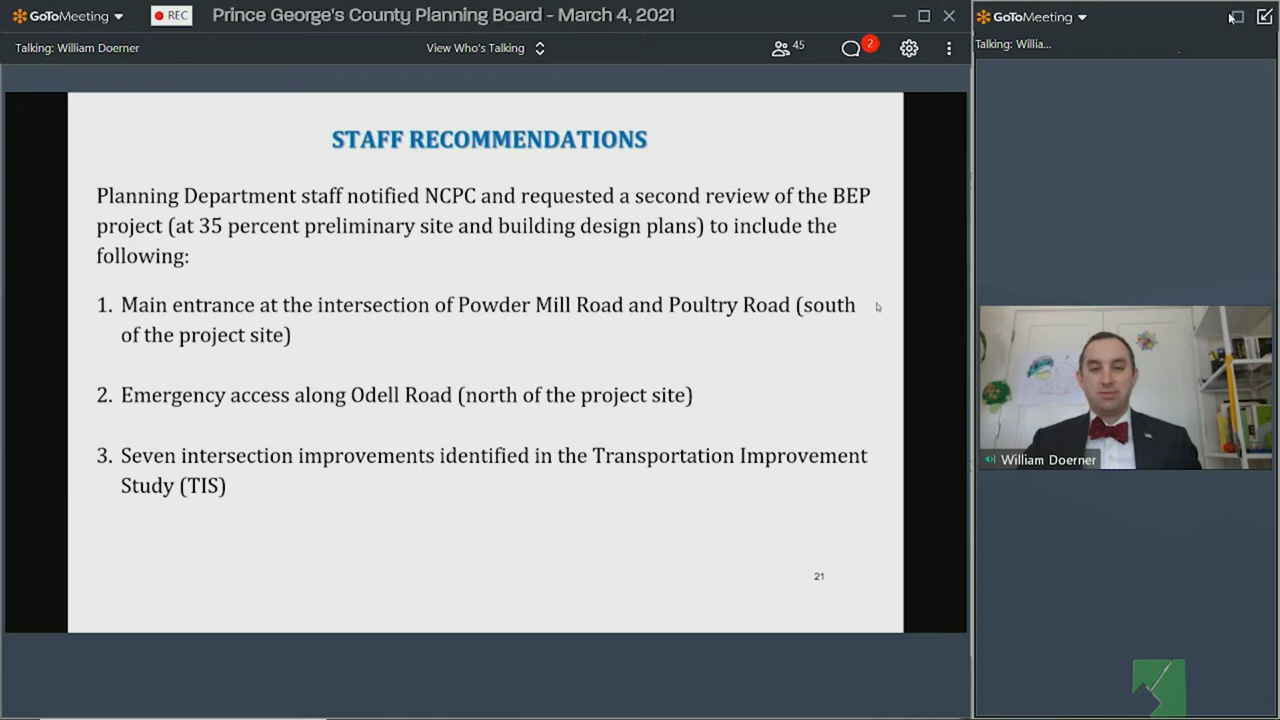 GoToMeeting
REC
Prince George's County Planning Board - March 4, 2021
GoToMeeting
Talking: William Doerner
View Who's Talking
45
2
Talking: Willia...
STAFF RECOMMENDATIONS
Planning Department staff notified NCPC and requested a second review of the BEP
project (at 35 percent preliminary site and building design plans) to include the
following:
1. Main entrance at the intersection of Powder Mill Road and Poultry Road (south
of the project site)
2. Emergency access along Odell Road (north of the project site)
3. Seven intersection improvements identified in the Transportation Improvement
Study (TIS)
21
William Doerner